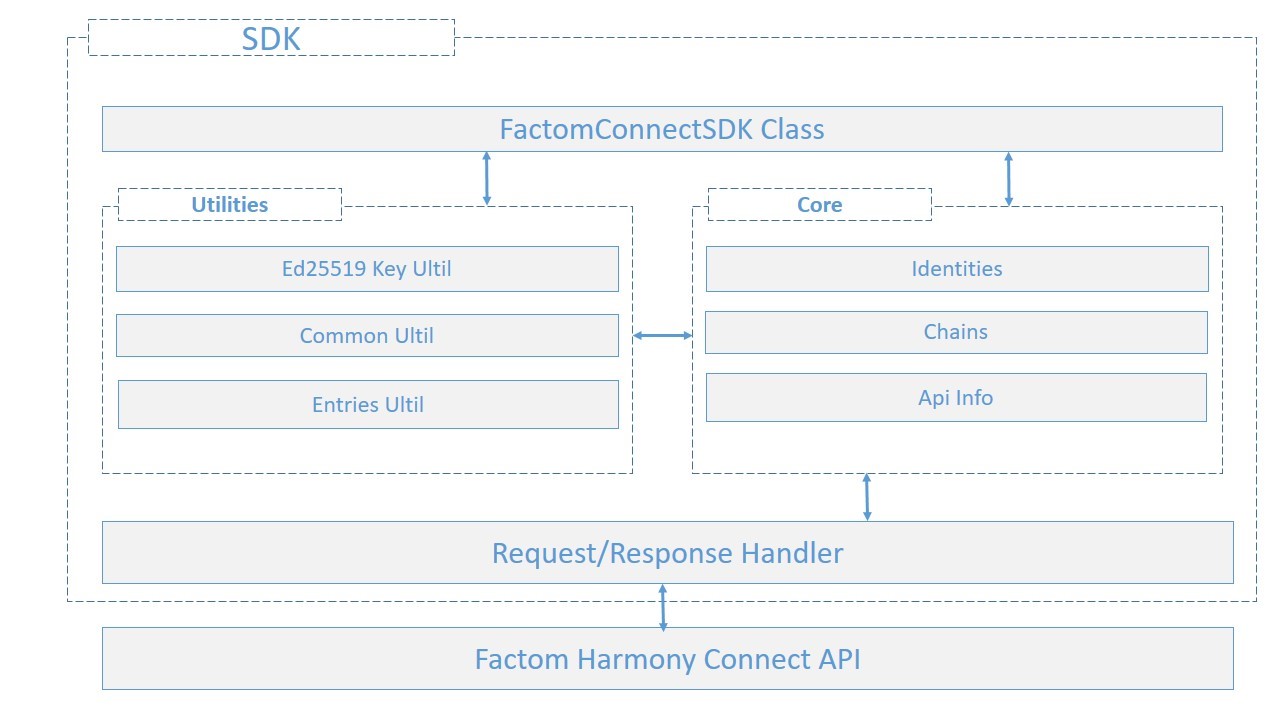 SDK
FactomConnectSDK Class
Utilities
Ed25519 Key Ultil
Common Ultil
Entries Ultil
Core
Identities
Chains
Api Info
Request/Response Handler
Factom Harmony Connect API